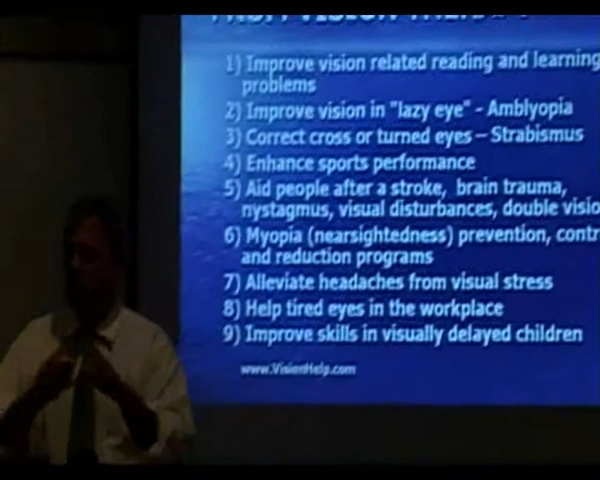 FROM VISION THERAPY
1) Improve vision related reading and learning
problems
2) Improve vision in "lazy eye" - Amblyopia
3) Correct cross or turned eyes – Strabismus
4) Enhance sports performance
5) Aid people after a stroke, brain trauma,
nystagmus, visual disturbances, double
6) Myopia (nearsightedness) prevention,
and reduction programs
7) Alleviate headaches from visual stress
8) Help tired eyes in the workplace
9) Improve skills in visually delayed children
www.VisionHelp.com